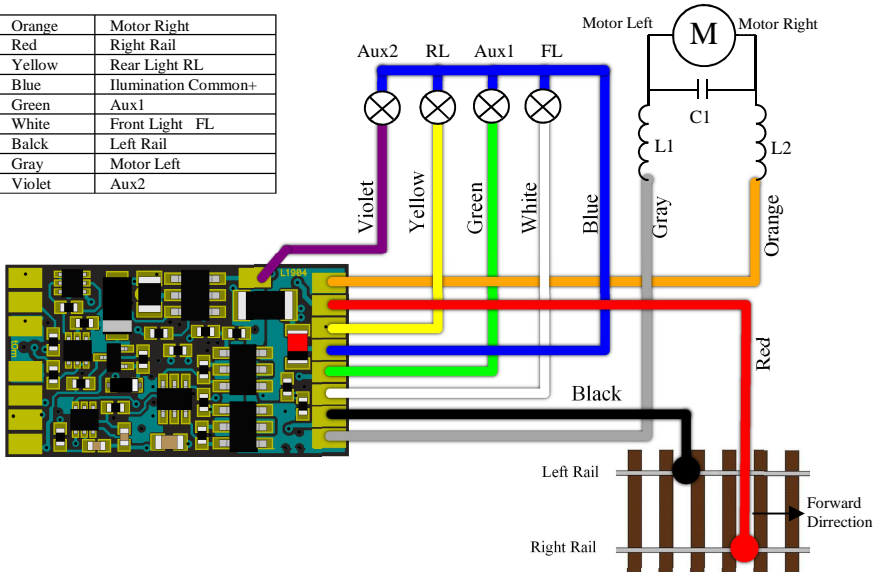 Orange Motor Right
Red Right Rail
Yellow Rear Light RL
Blue Ilumination Common+
Green Aux1
White Front Light FL
Balck Left Rail
Gray Motor Left
Violet Aux2
Motor Left
M
Motor Right
Aux2 RL Aux1 FL
C1
L1
L2
Violet
Yellow
Green
White
Blue
Gray
Orange
L1904
Red
Black
Left Rail
Right Rail
Forward
Dirrection